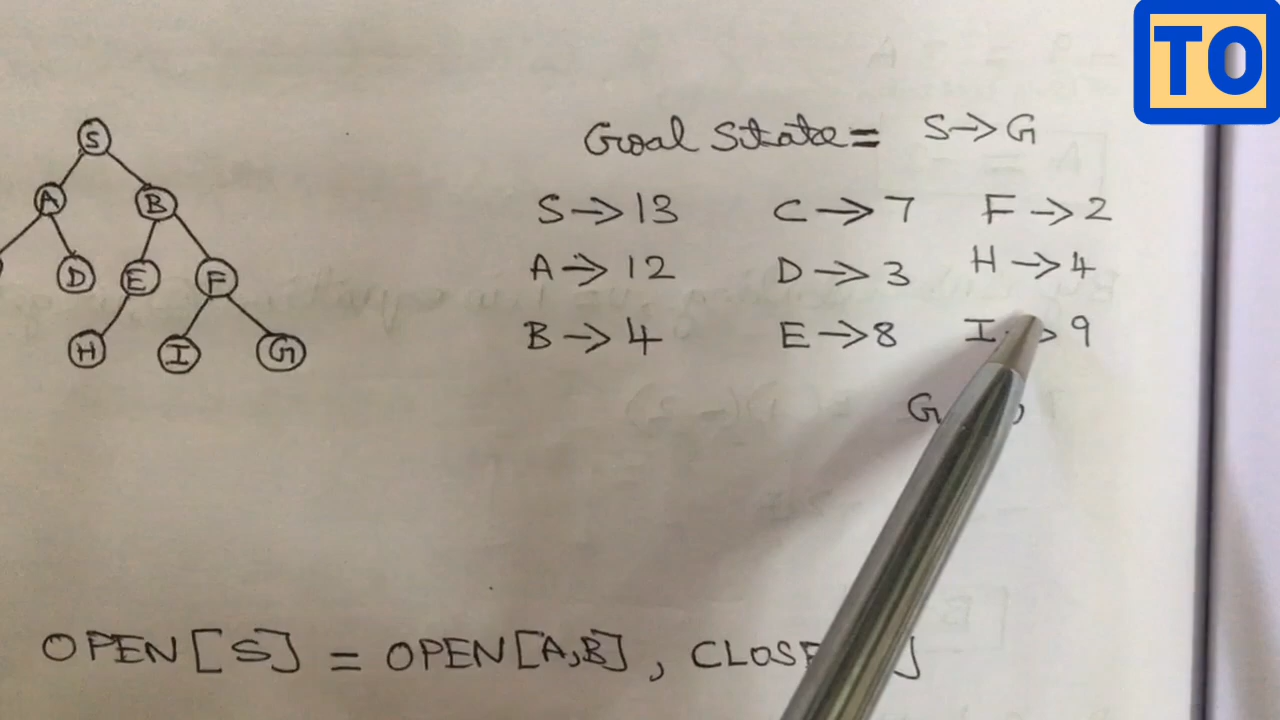 TO
Goal State = S→G
S
S→13 C→7 F→2
A B
A→12 D→3 H→4
D E F
B→4 E→8 I→9
H I G
G
OPEN[S] = OPEN[A,B],